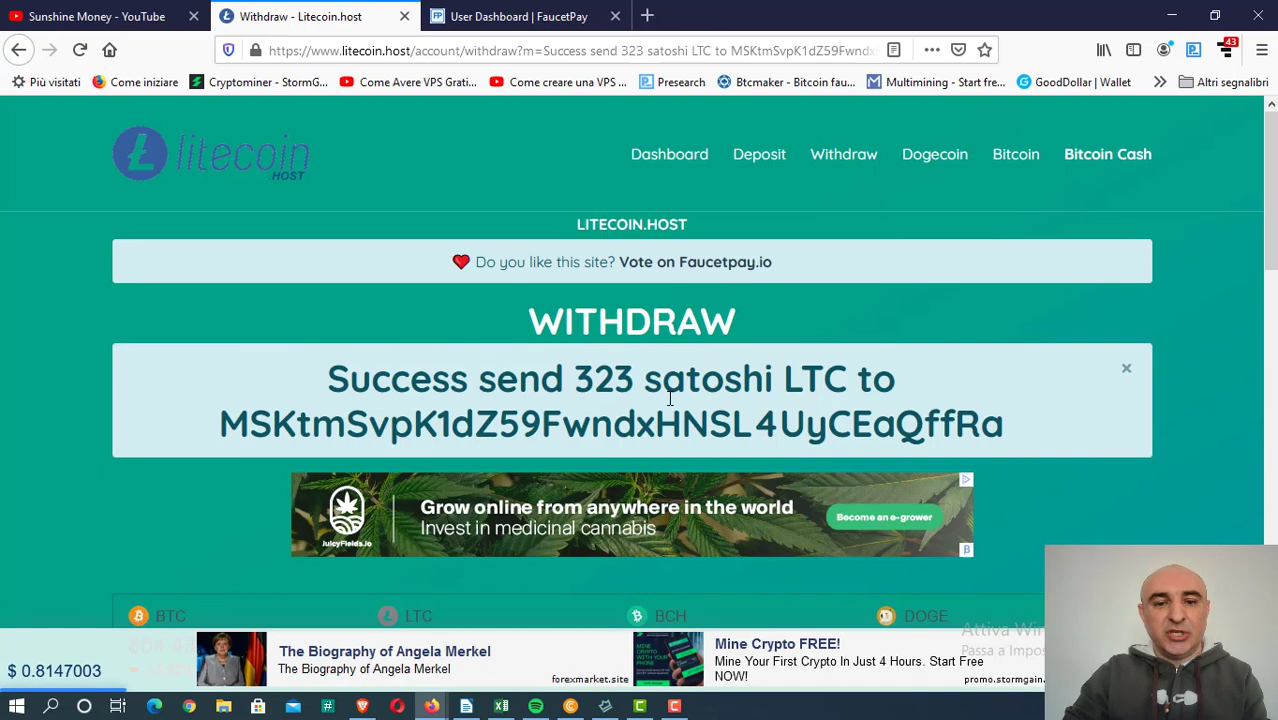 Sunshine Money - YouTube
Withdraw - Litecoin.host
User Dashboard | FaucetPay
https://www.litecoin.host/account/withdraw?m=Success send 323 satoshi LTC to MSKtmSvpK1dZ59Fwndx
43
Più visitati
Come iniziare
Cryptominer - StormG...
Come Avere VPS Grati...
Come creare una VPS ...
Presearch
Btcmaker - Bitcoin fau...
Multimining - Start fre...
GoodDollar | Wallet
Altri segnalibri
litecoin
.HOST
Dashboard
Deposit
Withdraw
Dogecoin
Bitcoin
Bitcoin Cash
LITECOIN.HOST
Do you like this site? Vote on Faucetpay.io
WITHDRAW
Success send 323 satoshi LTC to
MSKtmSvpK1dZ59FwndxHNSL4UyCEaQffRa
×
JuicyFields.io
Grow online from anywhere in the world
Invest in medicinal cannabis
Become an e-grower
BTC
LTC
BCH
DOGE
Attiva Win
Passa a Impos
$ 0.8147003
The Biography of Angela Merkel
The Biography of Angela Merkel
forexmarket.site
Mine Crypto FREE!
Mine Your First Crypto In Just 4 Hours. Start Free
NOW!
promo.stormgain.